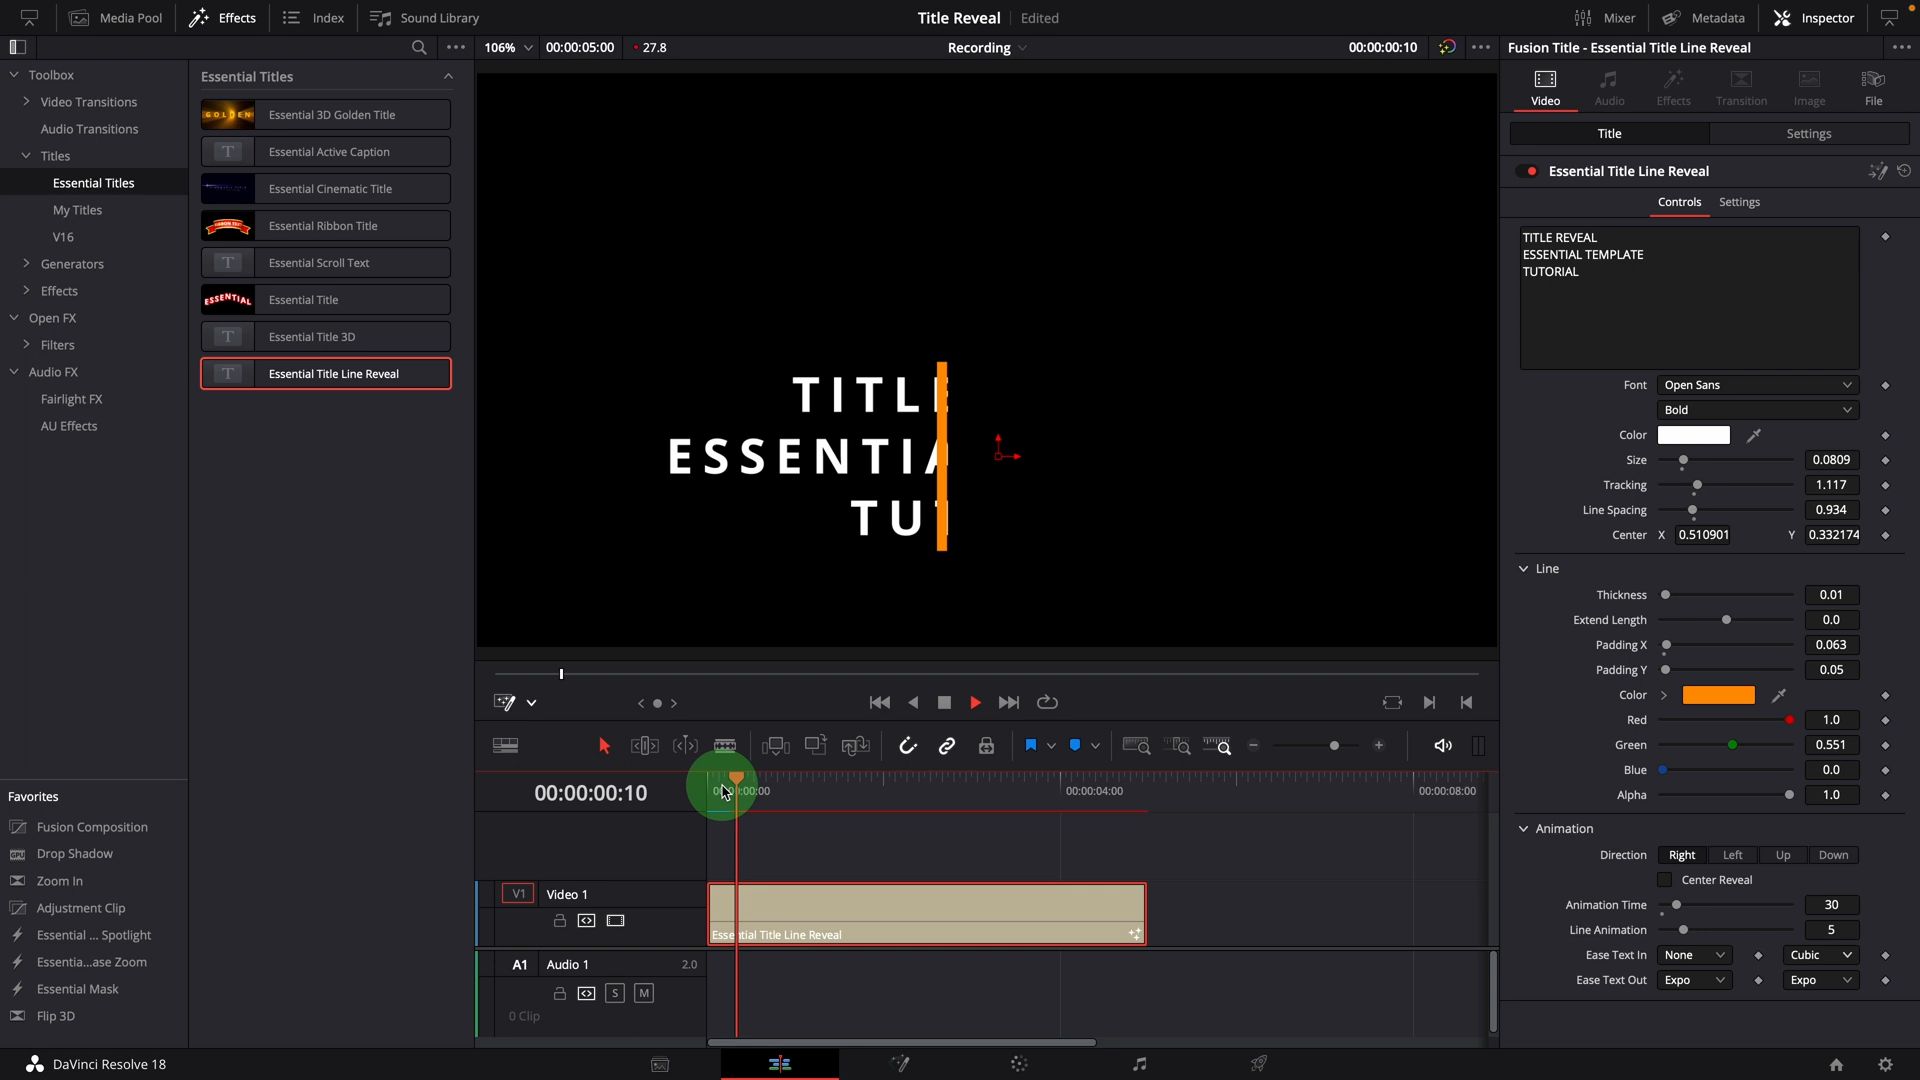 Media Pool
Effects
Index
Sound Library
Title Reveal
Edited
Mixer
Metadata
Inspector
106%
00:00:05:00
27.8
Recording
00:00:00:10
Fusion Title - Essential Title Line Reveal
Toolbox
Video Transitions
Audio Transitions
Titles
Essential Titles
My Titles
V16
Generators
Effects
Open FX
Filters
Audio FX
Fairlight FX
AU Effects
Favorites
Fusion Composition
Drop Shadow
Zoom In
Adjustment Clip
Essential ... Spotlight
Essentia...ase Zoom
Essential Mask
Flip 3D
Essential Titles
GOLDEN
Essential 3D Golden Title
T
Essential Active Caption
Essential Cinematic Title
Essential Ribbon Title
T
Essential Scroll Text
ESSENTIAL
Essential Title
T
Essential Title 3D
T
Essential Title Line Reveal
TITLE
ESSENTIA
TUT
00:00:00:10
00:00:04:00
00:00:08:00
V1
Video 1
Essential Title Line Reveal
A1
Audio 1
2.0
S
M
0 Clip
Video
Audio
Effects
Transition
Image
File
Title
Settings
Essential Title Line Reveal
Controls
Settings
TITLE REVEAL
ESSENTIAL TEMPLATE
TUTORIAL
Font
Open Sans
Bold
Color
Size
0.0809
Tracking
1.117
Line Spacing
0.934
Center
X
0.510901
Y
0.332174
Line
Thickness
0.01
Extend Length
0.0
Padding X
0.063
Padding Y
0.05
Color
Red
1.0
Green
0.551
Blue
0.0
Alpha
1.0
Animation
Direction
Right
Left
Up
Down
Center Reveal
Animation Time
30
Line Animation
5
Ease Text In
None
Cubic
Ease Text Out
Expo
Expo
DaVinci Resolve 18